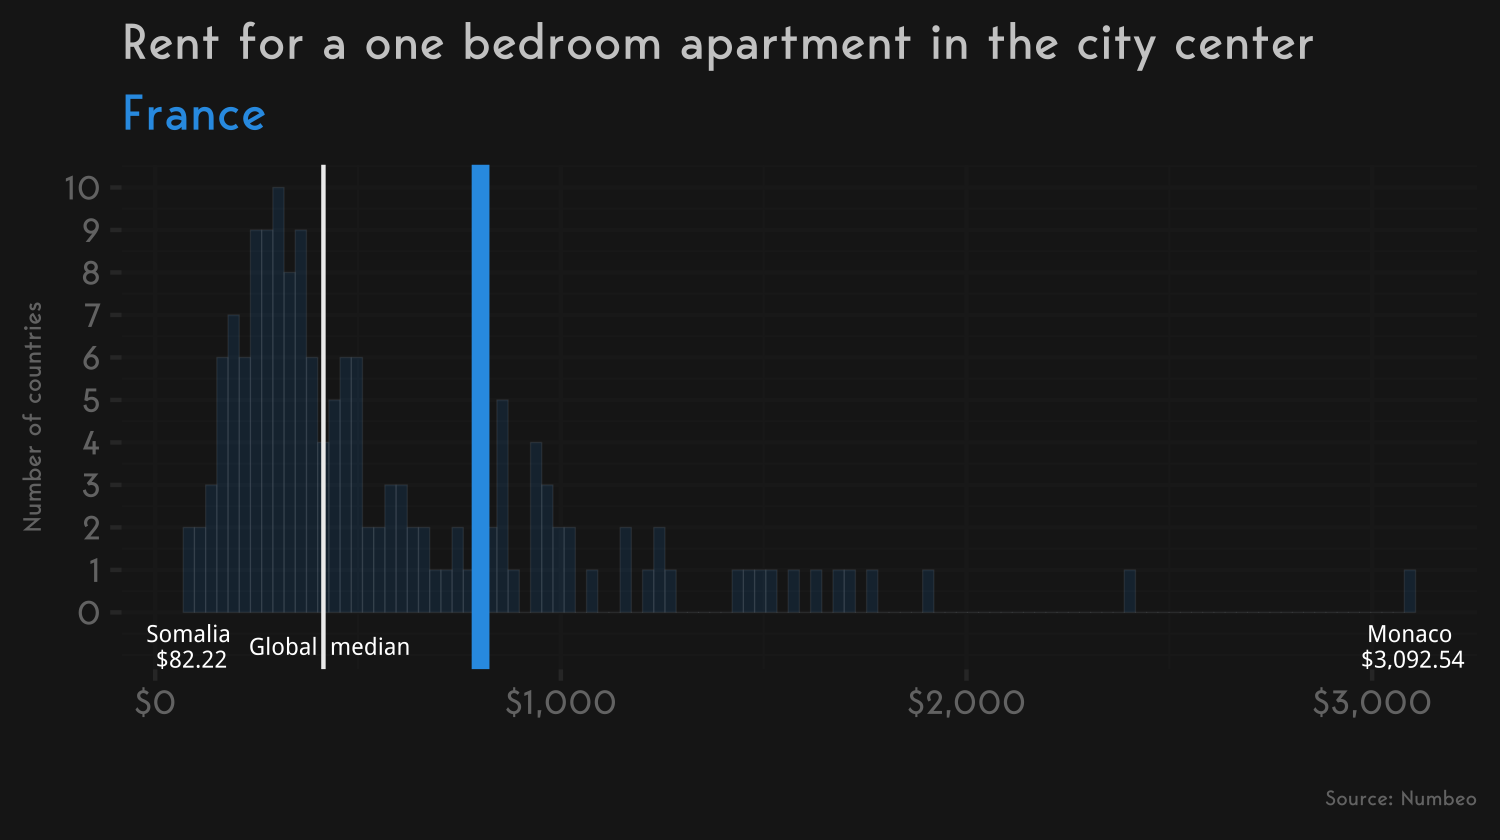 Rent for a one bedroom apartment in the city center
France
Number of countries
10
9
8
7
6
5
4
3
2
1
0
Somalia
$82.22
Global median
Monaco
$3,092.54
$0 $1,000 $2,000 $3,000
Source: Numbeo